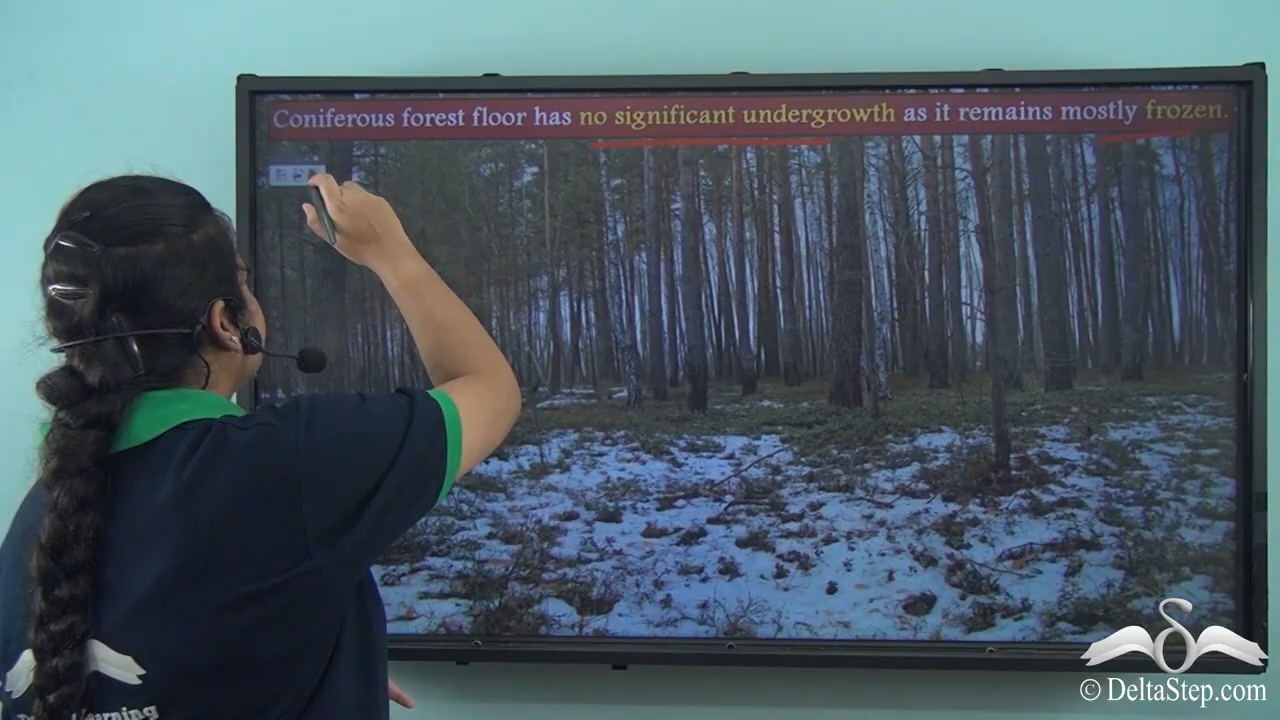 Coniferous forest floor has no significant undergrowth as it remains mostly frozen.
© DeltaStep.com